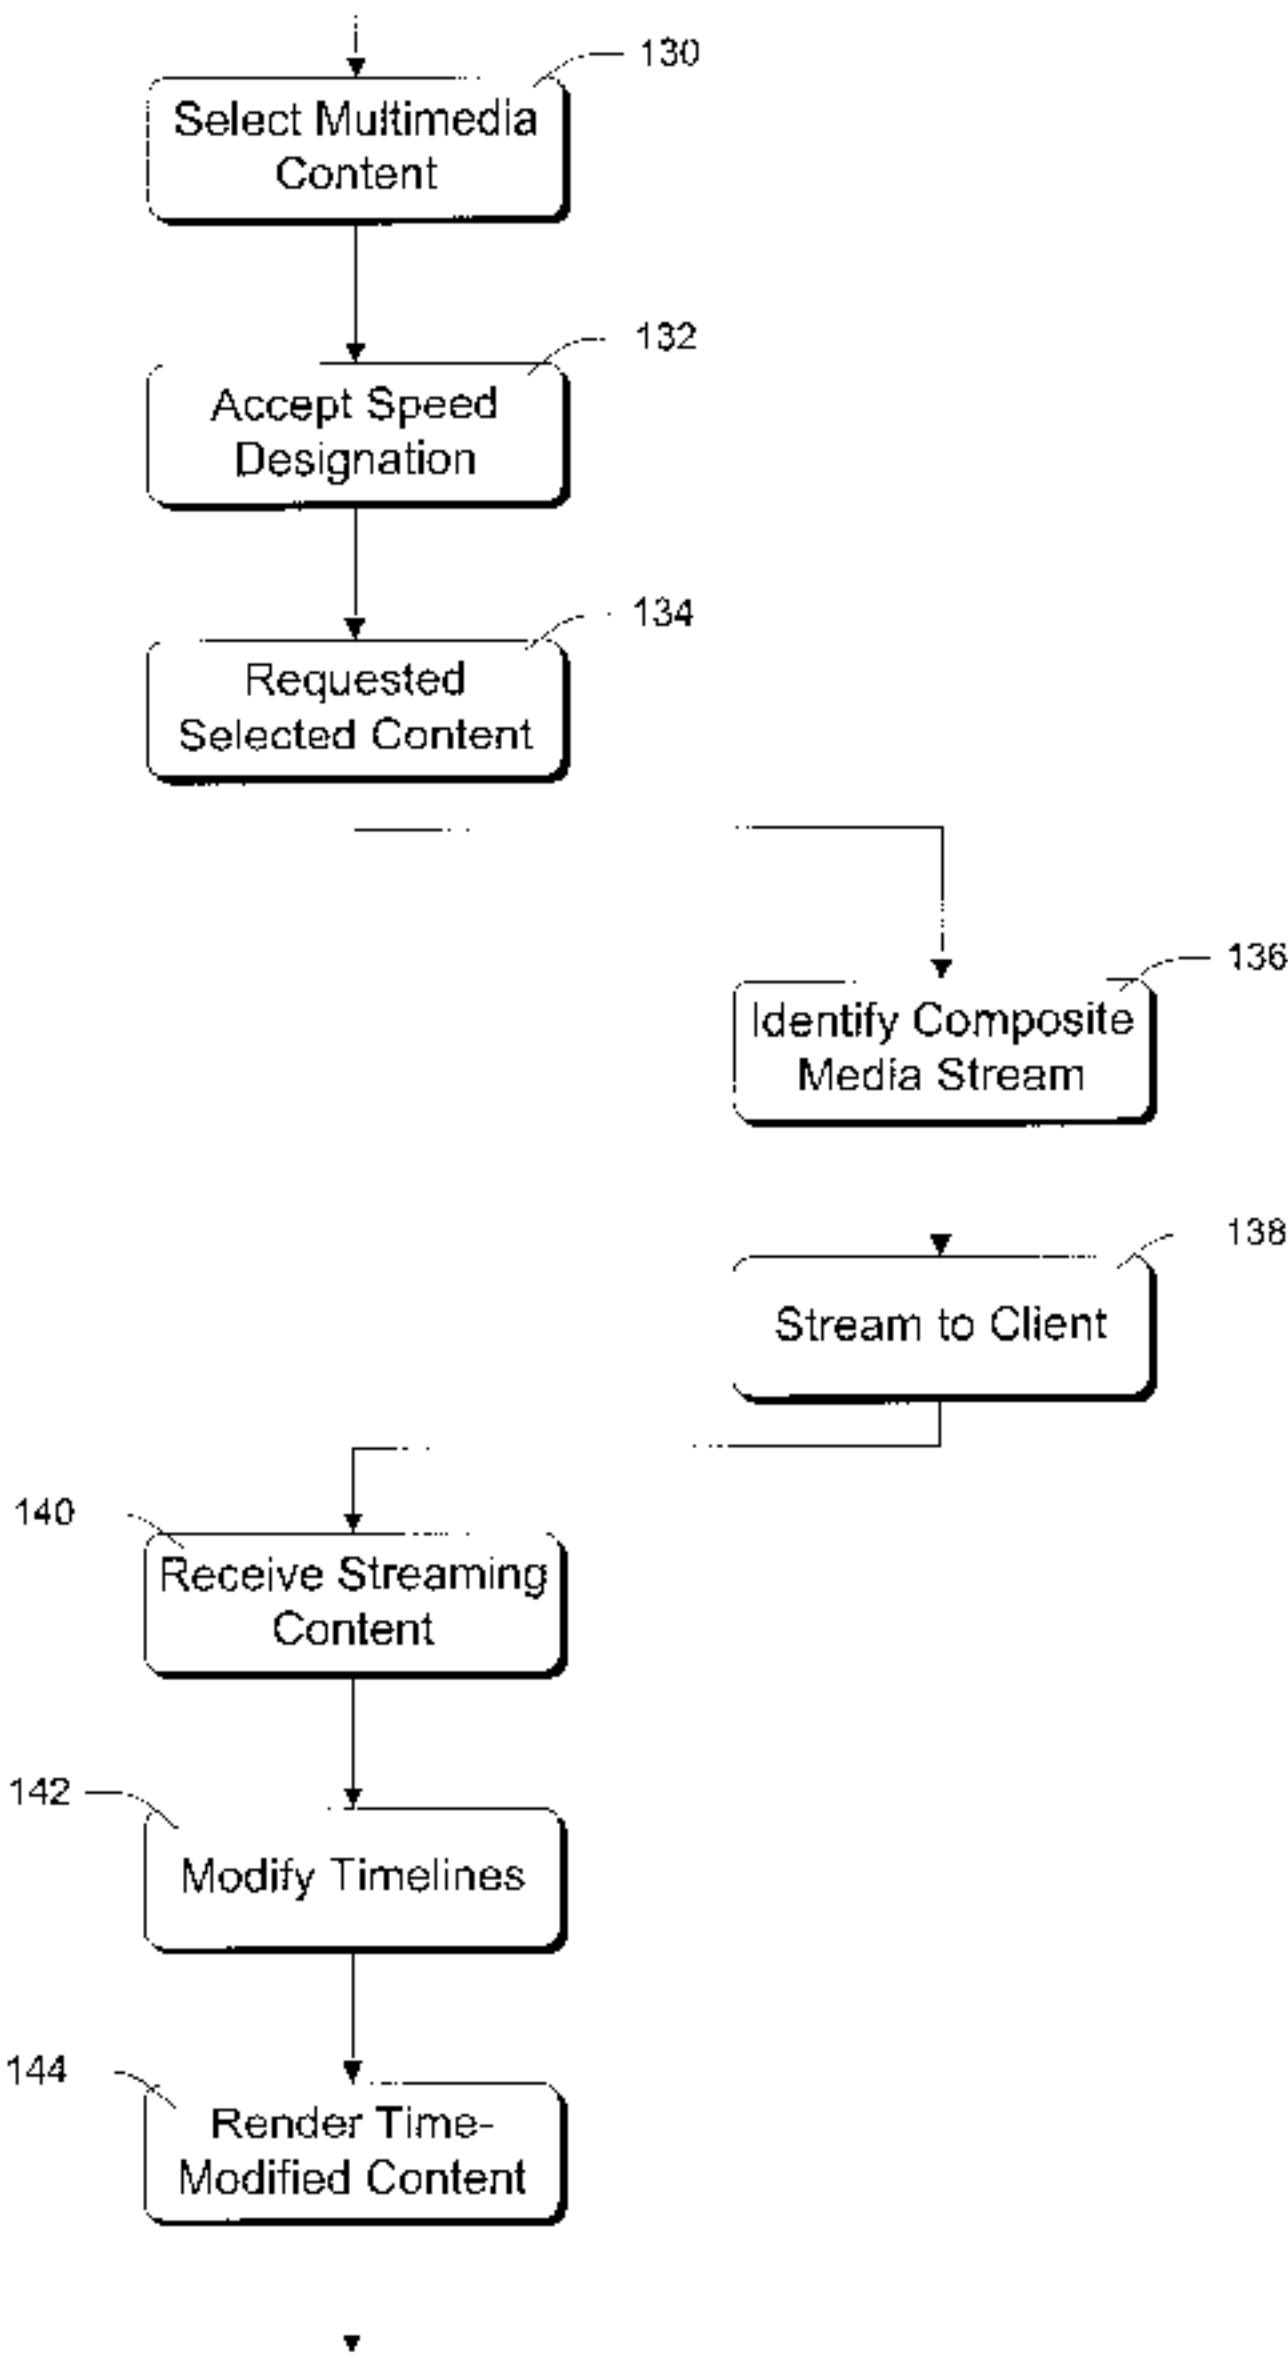 130
Select Multimedia
Content
132
Accept Speed
Designation
134
Requested
Selected Content
136
Identify Composite
Media Stream
138
Stream to Client
140
Receive Streaming
Content
142
Modify Timelines
144
Render Time-
Modified Content